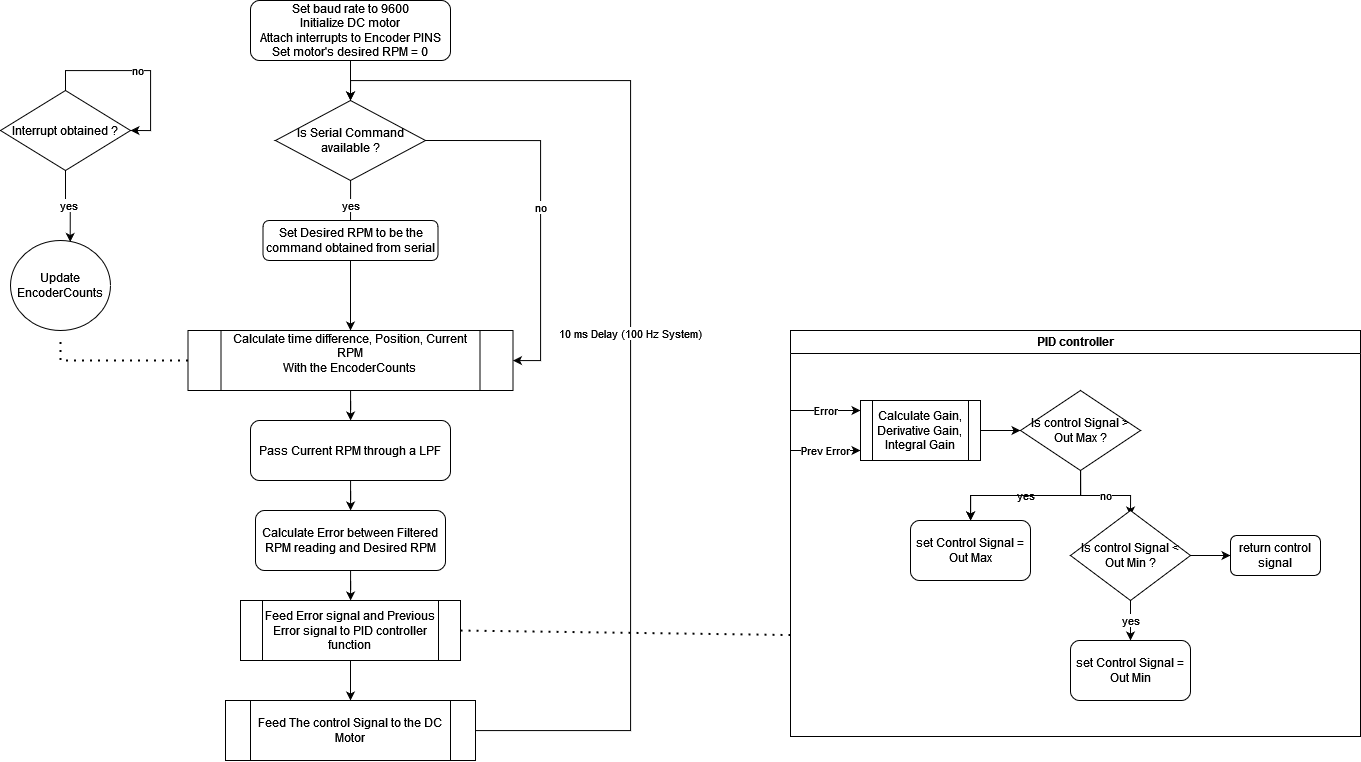 Set baud rate to 9600
Initialize DC motor
Attach interrupts to Encoder PINS
Set motor's desired RPM = 0
no
Interrupt obtained ?
yes
Update
EncoderCounts
Is Serial Command
available ?
yes
no
Set Desired RPM to be the
command obtained from serial
10 ms Delay (100 Hz System)
Calculate time difference, Position, Current
RPM
With the EncoderCounts
Pass Current RPM through a LPF
Calculate Error between Filtered
RPM reading and Desired RPM
Feed Error signal and Previous
Error signal to PID controller
function
Feed The control Signal to the DC
Motor
PID controller
Error
Prev Error
Calculate Gain,
Derivative Gain,
Integral Gain
Is control Signal >
Out Max ?
yes
no
set Control Signal =
Out Max
Is control Signal <
Out Min ?
return control
signal
yes
set Control Signal =
Out Min